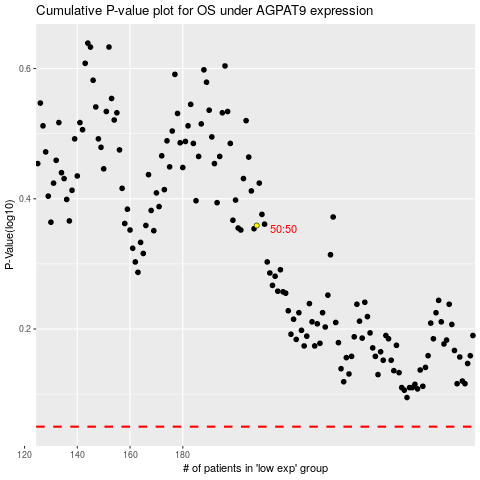 Cumulative P-value plot for OS under AGPAT9 expression
P-Value(log10)
0.6
0.4
0.2
50:50
120 140 160 180
# of patients in 'low exp' group